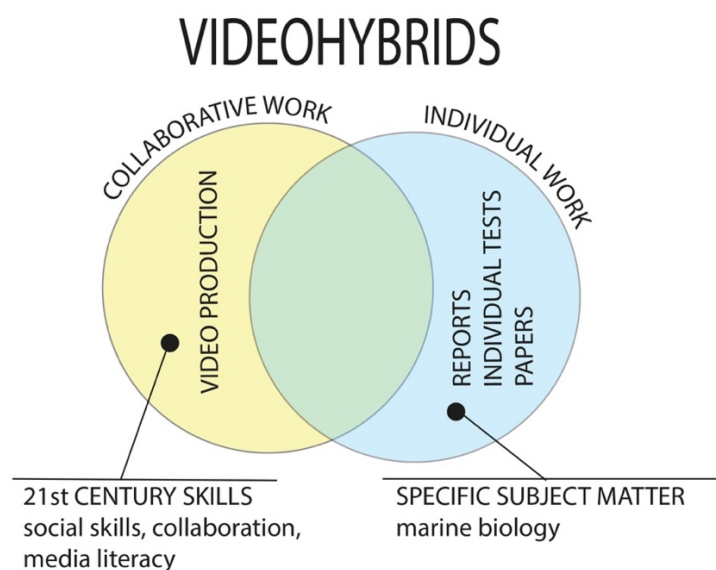 VIDEOHYBRIDS
COLLABORATIVE WORK
INDIVIDUAL WORK
VIDEO PRODUCTION
REPORTS
INDIVIDUAL TESTS
PAPERS
21st CENTURY SKILLS
social skills, collaboration,
media literacy
SPECIFIC SUBJECT MATTER
marine biology